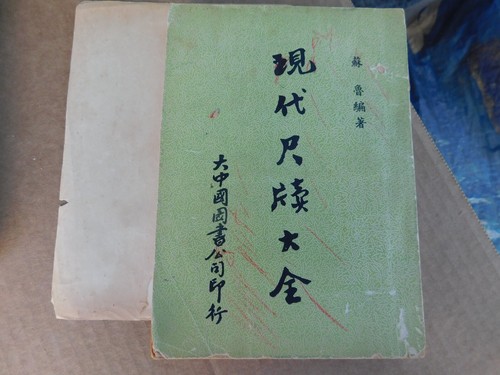 蘇魯編著
現代尺牘大全
大中國圖書公司印行